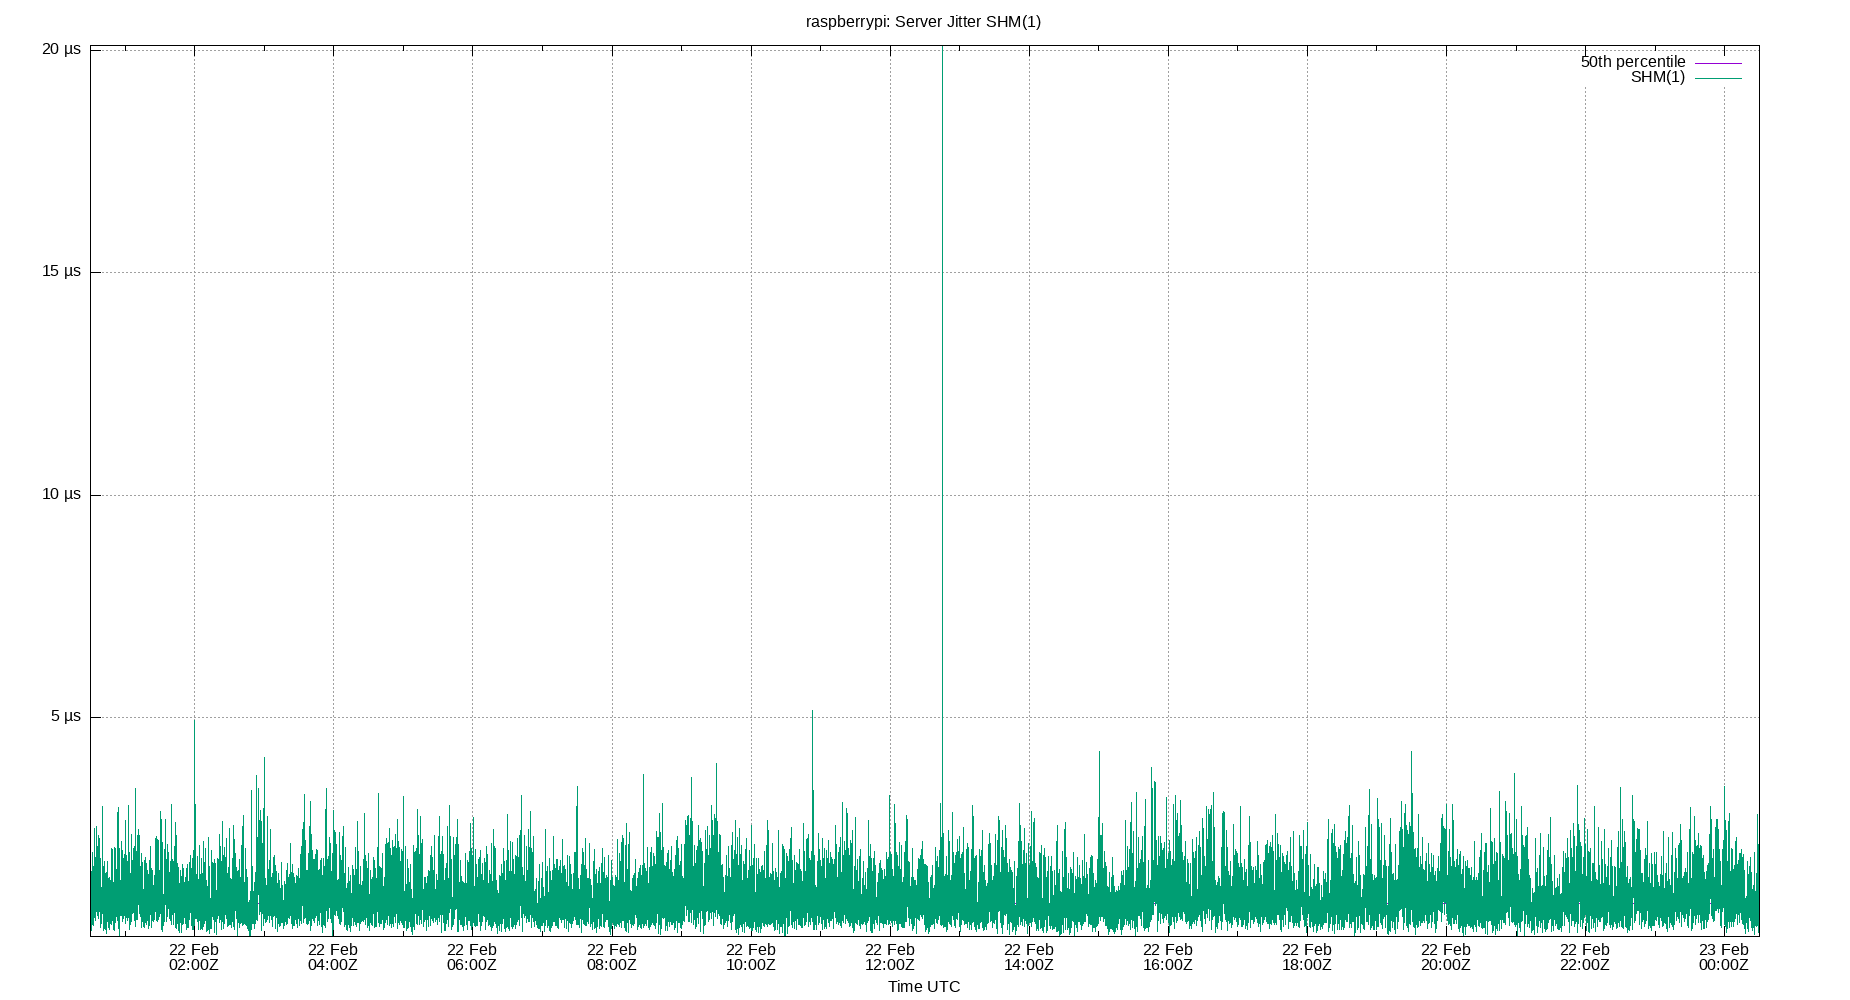 raspberrypi: Server Jitter SHM(1)
20 µs
50th percentile
SHM(1)
15 µs
10 µs
5 µs
22 Feb 22 Feb 22 Feb 22 Feb 22 Feb 22 Feb 22 Feb 22 Feb 22 Feb 22 Feb 22 Feb 23 Feb
02:00Z 04:00Z 06:00Z 08:00Z 10:00Z 12:00Z 14:00Z 16:00Z 18:00Z 20:00Z 22:00Z 00:00Z
Time UTC